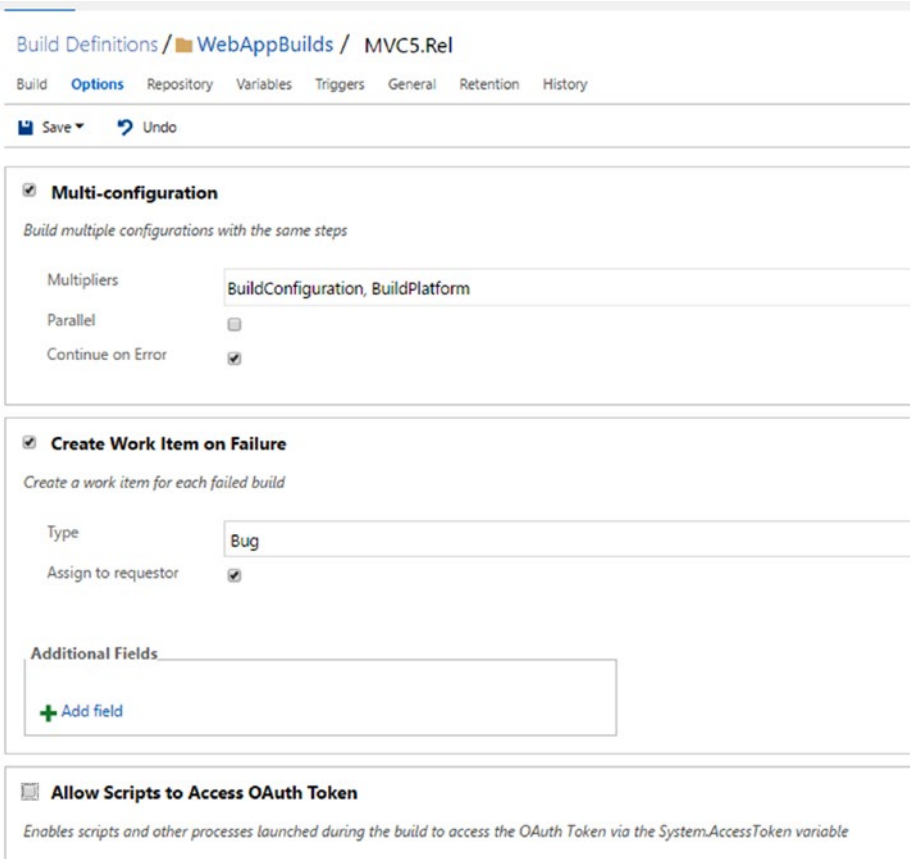 Build Definitions / WebAppBuilds / MVC5.Rel
Build Options Repository Variables Triggers General Retention History
Save Undo
Multi-configuration
Build multiple configurations with the same steps
Multipliers BuildConfiguration, BuildPlatform
Parallel
Continue on Error
Create Work Item on Failure
Create a work item for each failed build
Type Bug
Assign to requestor
Additional Fields
Add field
Allow Scripts to Access OAuth Token
Enables scripts and other processes launched during the build to access the OAuth Token via the System.AccessToken variable